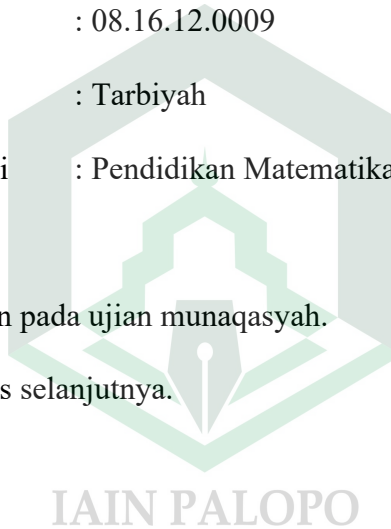 : 08.16.12.0009
: Tarbiyah
i : Pendidikan Matematika
n pada ujian munaqasyah.
s selanjutnya.
IAIN PALOPO